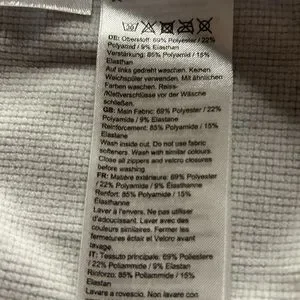 30
DE: Oberstoff: 69% Polyester / 22%
Polyamid / 9% Elasthan
Verstärkung: 85% Polyamid / 15%
Elasthan
Auf links gedreht waschen. Keinen
Weichspüler verwenden. Mit ähnlichen
Farben waschen. Reiss-
/Klettverschlüsse vor der Wäsche
schließen.
GB: Main Fabric: 69% Polyester / 22%
Polyamide / 9% Elastane
Reinforcement: 85% Polyamide / 15%
Elastane
Wash inside out. Do not use fabric
softeners. Wash with similar colours.
Close all zippers and velcro closures
before washing
FR: Matière extérieure: 69% Polyester
/ 22% Polyamide / 9% Élasthanne
Renfort: 85% Polyamide / 15%
Élasthanne
Laver à l'envers. Ne pas utiliser
d'adoucissant. Laver avec des
couleurs similaires. Fermer les
fermetures éclair et Velcro avant
lavage.
IT: Tessuto principale: 69% Poliestere
/ 22% Poliammide / 9% Elastan
Rinforzo: 85% Poliammide / 15%
Elastan
Lavare a rovescio. Non lavare con